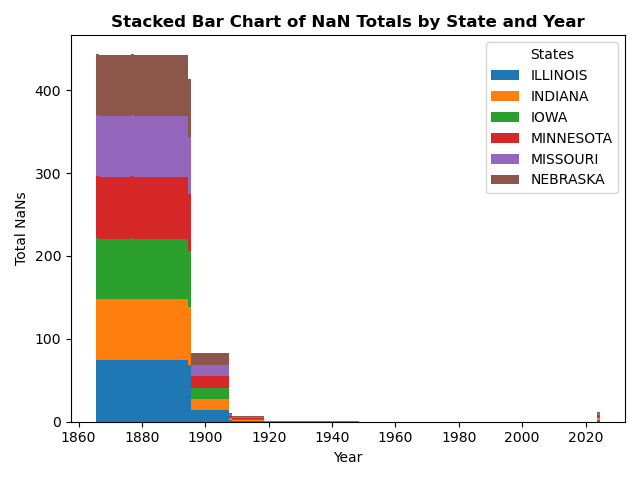 Stacked Bar Chart of NaN Totals by State and Year
States
ILLINOIS
INDIANA
IOWA
MINNESOTA
MISSOURI
NEBRASKA
Total NaNs
400
300
200
100
0
1860 1880 1900 1920 1940 1960 1980 2000 2020
Year